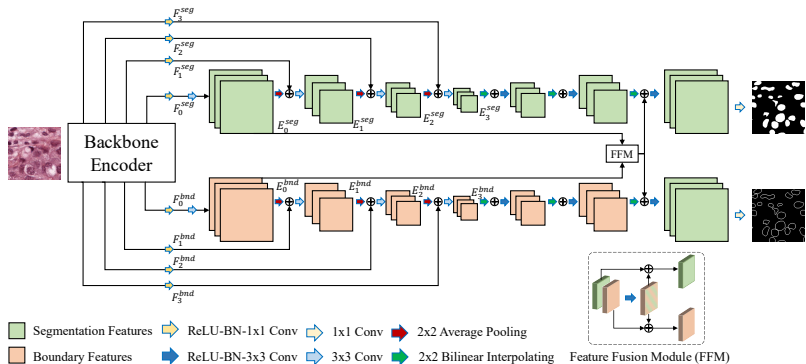 F_3^{seg}
F_2^{seg}
F_1^{seg}
F_0^{seg}
E_0^{seg}
E_1^{seg}
E_2^{seg}
E_3^{seg}
Backbone
Encoder
FFM
F_0^{bnd}
E_0^{bnd}
E_1^{bnd}
E_2^{bnd}
E_3^{bnd}
F_1^{bnd}
F_2^{bnd}
F_3^{bnd}
Segmentation Features
ReLU-BN-1x1 Conv
1x1 Conv
2x2 Average Pooling
Boundary Features
ReLU-BN-3x3 Conv
3x3 Conv
2x2 Bilinear Interpolating
Feature Fusion Module (FFM)